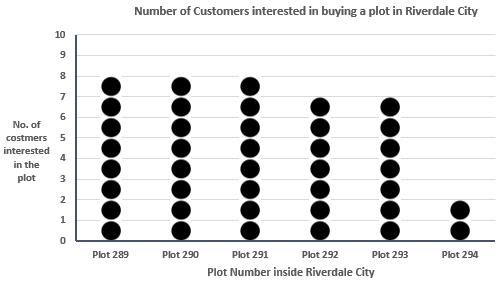 Number of Customers interested in buying a plot in Riverdale City
10
9
8
7
6
5
4
3
2
1
0
No. of
costmers
interested
in the
plot
Plot 289 Plot 290 Plot 291 Plot 292 Plot 293 Plot 294
Plot Number inside Riverdale City